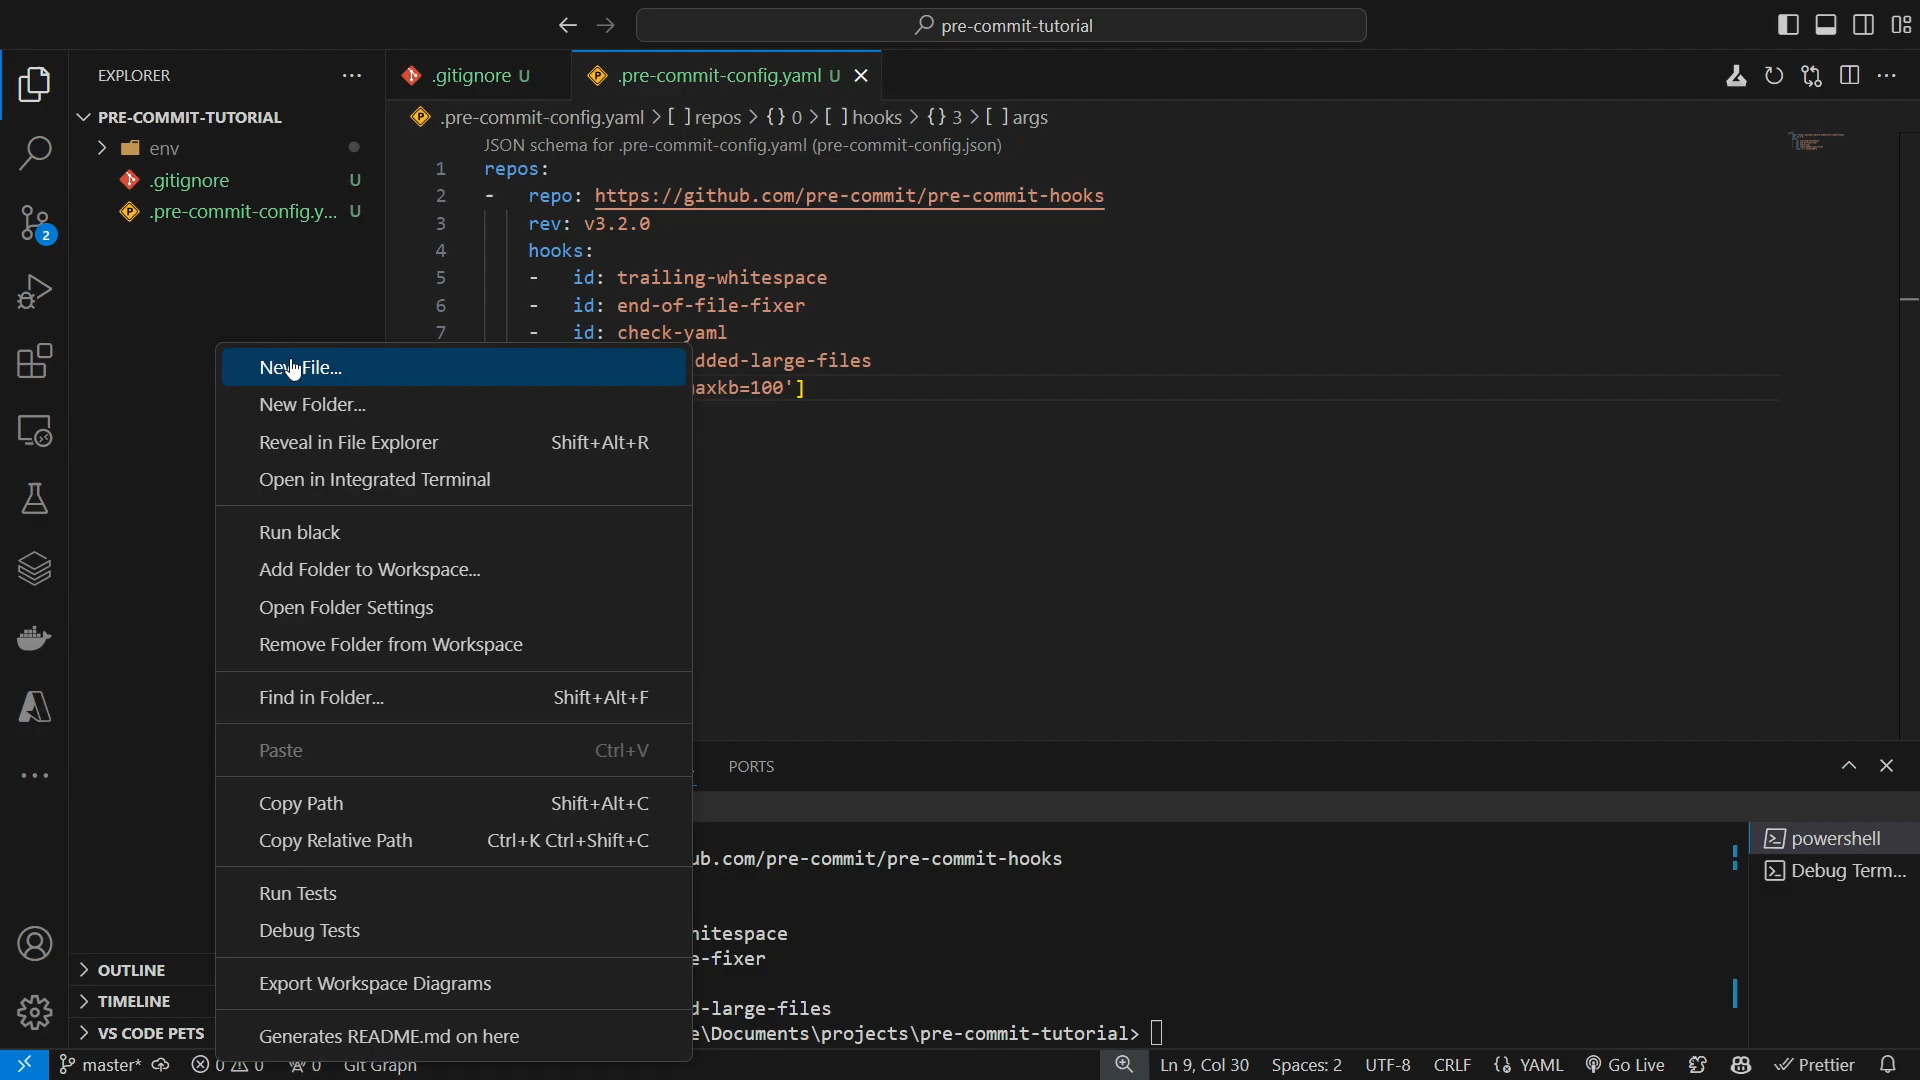 pre-commit-tutorial
EXPLORER
.gitignore U
.pre-commit-config.yaml U
PRE-COMMIT-TUTORIAL
.pre-commit-config.yaml > [ ] repos > {} 0 > [ ] hooks > {} 3 > [ ] args
env
.gitignore U
.pre-commit-config.y... U
JSON schema for .pre-commit-config.yaml (pre-commit-config.json)
1 repos:
2 - repo: https://github.com/pre-commit/pre-commit-hooks
3 rev: v3.2.0
4 hooks:
5 - id: trailing-whitespace
6 - id: end-of-file-fixer
7 - id: check-yaml
dded-large-files
axkb=100']
2
New File...
New Folder...
Reveal in File Explorer Shift+Alt+R
Open in Integrated Terminal
Run black
Add Folder to Workspace...
Open Folder Settings
Remove Folder from Workspace
Find in Folder... Shift+Alt+F
Paste Ctrl+V
Copy Path Shift+Alt+C
Copy Relative Path Ctrl+K Ctrl+Shift+C
Run Tests
Debug Tests
Export Workspace Diagrams
Generates README.md on here
PORTS
ub.com/pre-commit/pre-commit-hooks
hitespace
e-fixer
d-large-files
e\Documents\projects\pre-commit-tutorial>
powershell
Debug Term...
OUTLINE
TIMELINE
VS CODE PETS
master* 0 0 0 Git Graph Ln 9, Col 30 Spaces: 2 UTF-8 CRLF {} YAML Go Live Prettier